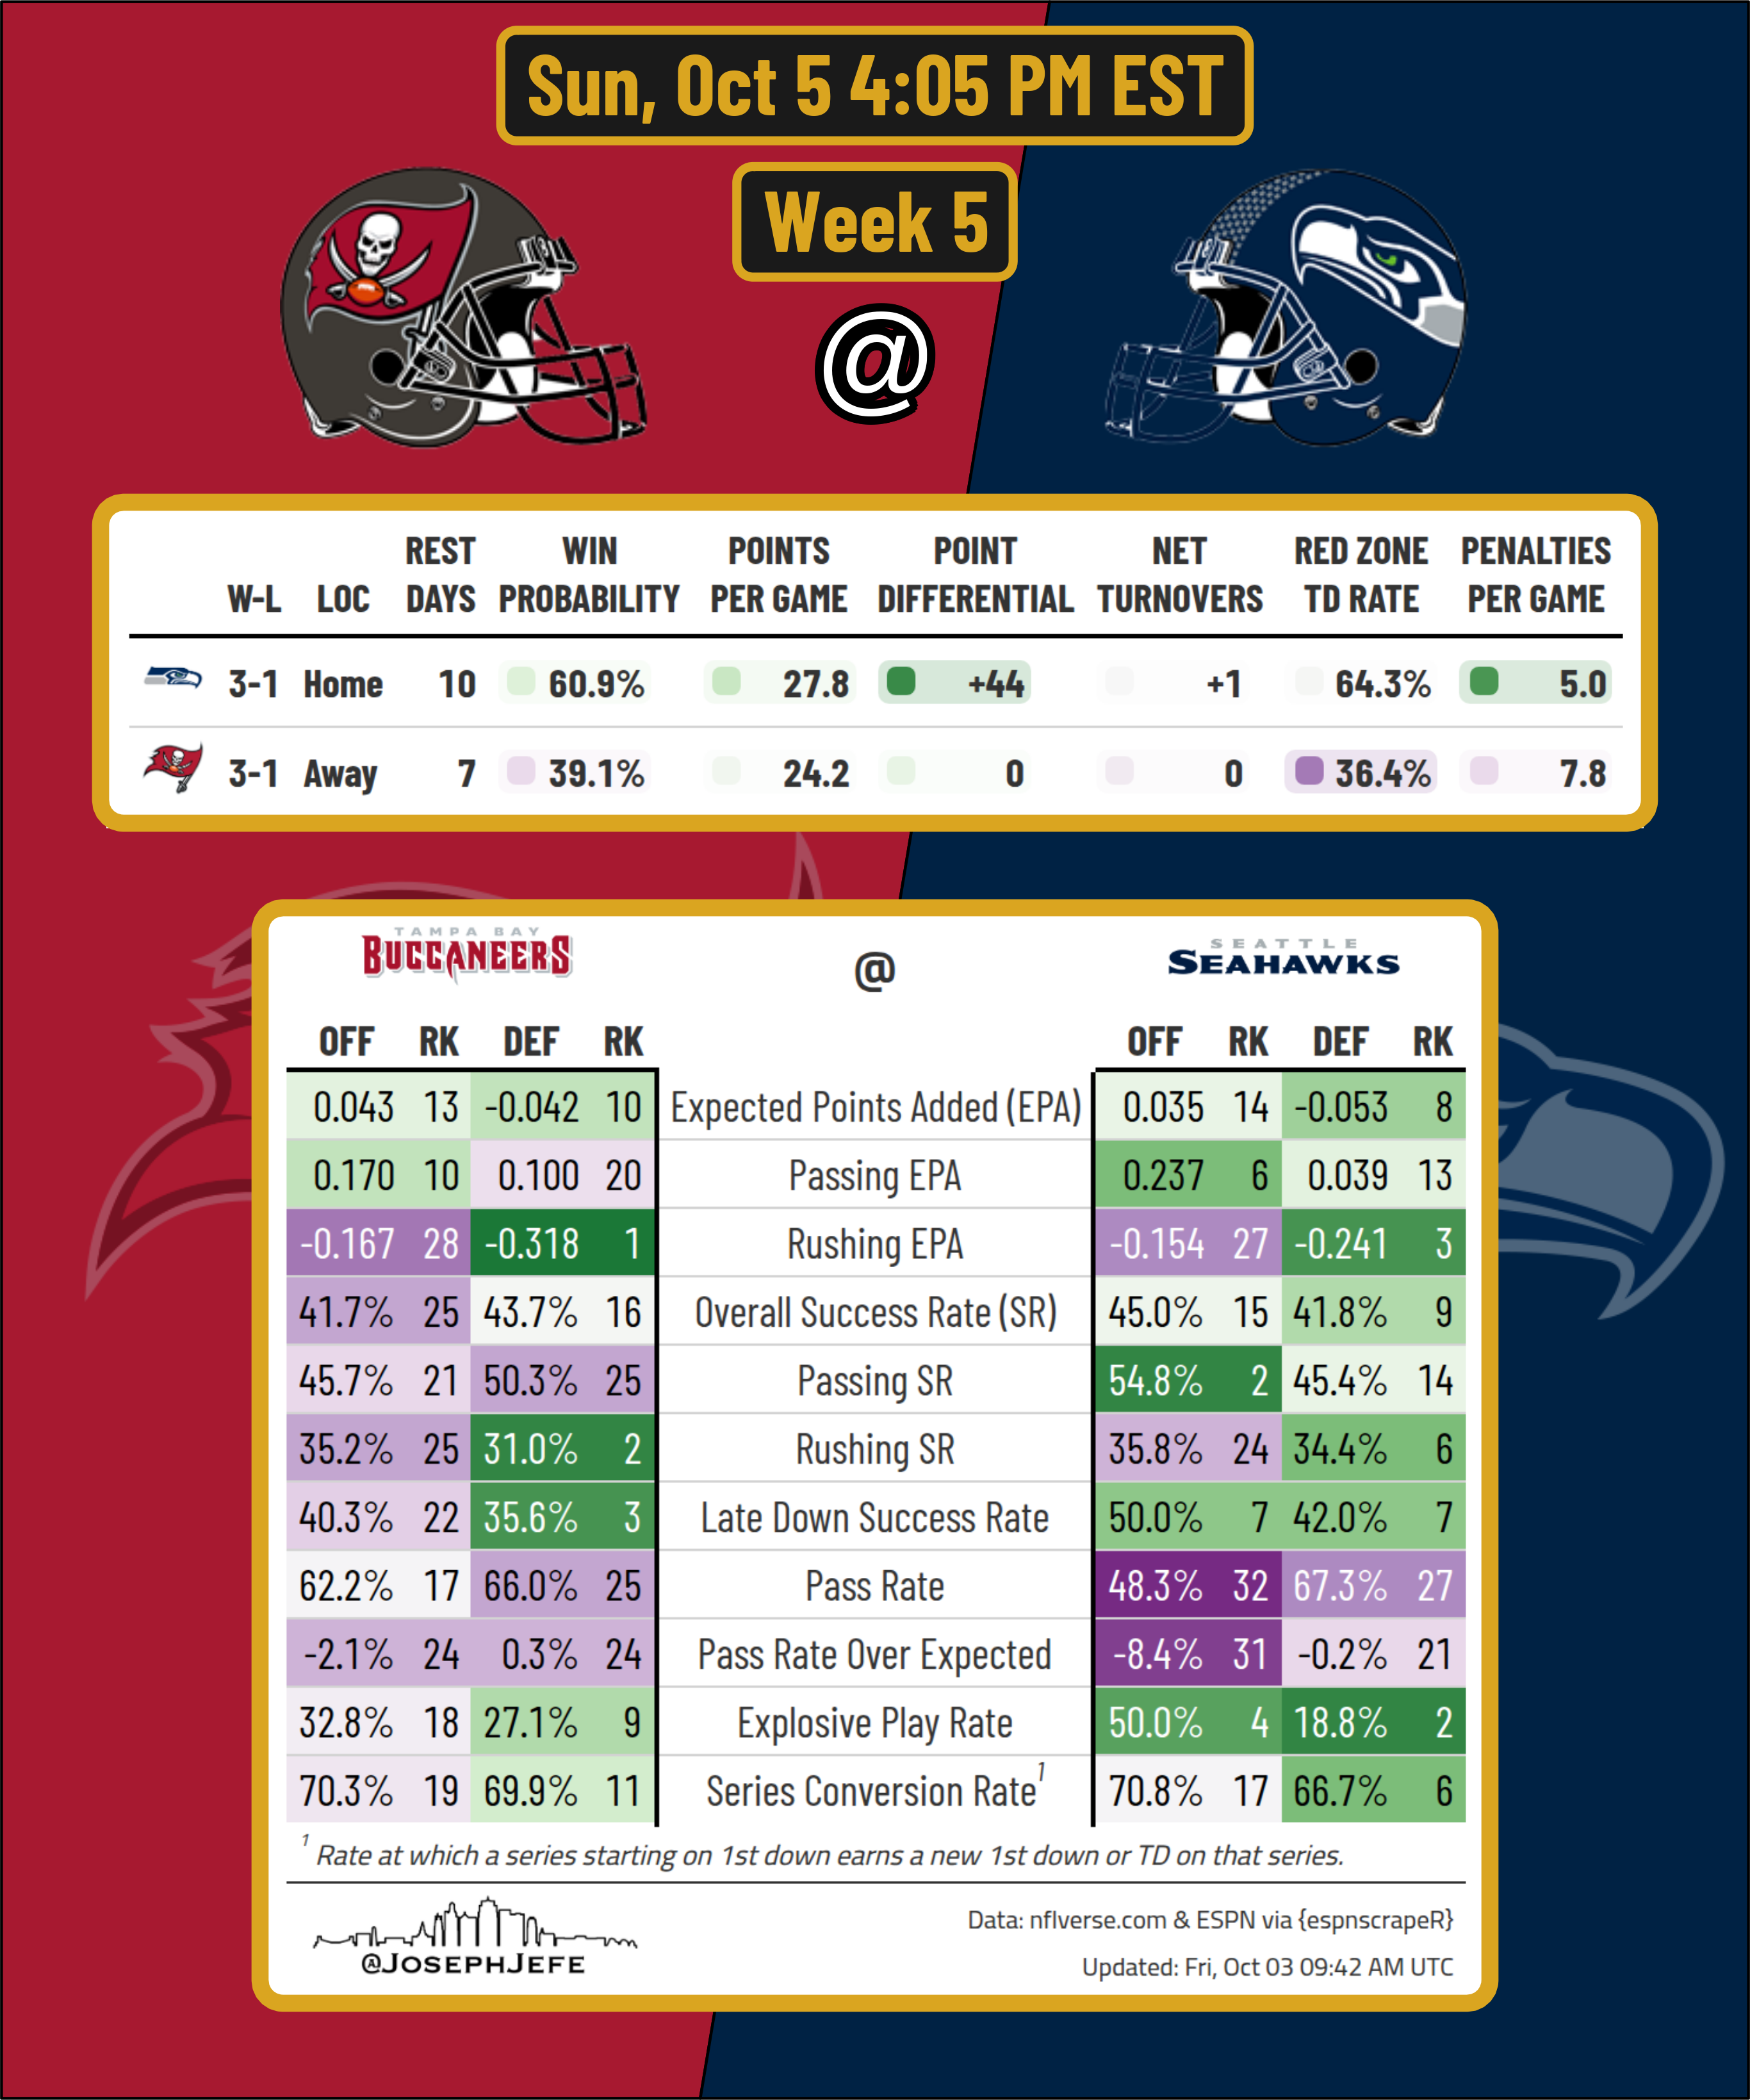 Sun, Oct 5 4:05 PM EST
Week 5
@
W-L LOC REST DAYS WIN PROBABILITY POINTS PER GAME POINT DIFFERENTIAL NET TURNOVERS RED ZONE TD RATE PENALTIES PER GAME
3-1 Home 10 60.9% 27.8 +44 +1 64.3% 5.0
3-1 Away 7 39.1% 24.2 0 0 36.4% 7.8
TAMPA BAY BUCCANEERS @ SEATTLE SEAHAWKS
OFF RK DEF RK OFF RK DEF RK
0.043 13 -0.042 10 Expected Points Added (EPA) 0.035 14 -0.053 8
0.170 10 0.100 20 Passing EPA 0.237 6 0.039 13
-0.167 28 -0.318 1 Rushing EPA -0.154 27 -0.241 3
41.7% 25 43.7% 16 Overall Success Rate (SR) 45.0% 15 41.8% 9
45.7% 21 50.3% 25 Passing SR 54.8% 2 45.4% 14
35.2% 25 31.0% 2 Rushing SR 35.8% 24 34.4% 6
40.3% 22 35.6% 3 Late Down Success Rate 50.0% 7 42.0% 7
62.2% 17 66.0% 25 Pass Rate 48.3% 32 67.3% 27
-2.1% 24 0.3% 24 Pass Rate Over Expected -8.4% 31 -0.2% 21
32.8% 18 27.1% 9 Explosive Play Rate 50.0% 4 18.8% 2
70.3% 19 69.9% 11 Series Conversion Rate¹ 70.8% 17 66.7% 6
¹ Rate at which a series starting on 1st down earns a new 1st down or TD on that series.
@JOSEPHJEFE
Data: nflverse.com & ESPN via {espnscrapeR}
Updated: Fri, Oct 03 09:42 AM UTC